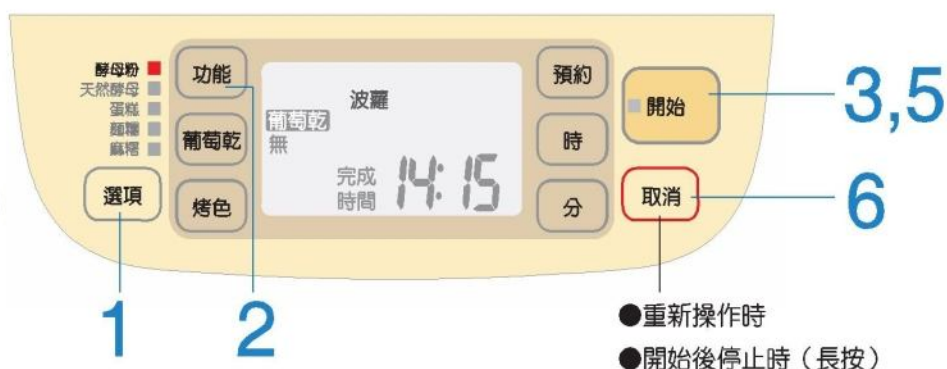 酵母粉
天然酵母
蛋糕
麵糰
麻糬
選項
功能
葡萄乾
烤色
波蘿
葡萄乾
無
完成
時間
14:15
預約
時
分
開始
取消
1
2
3,5
6
●重新操作時
●開始後停止時（長按）